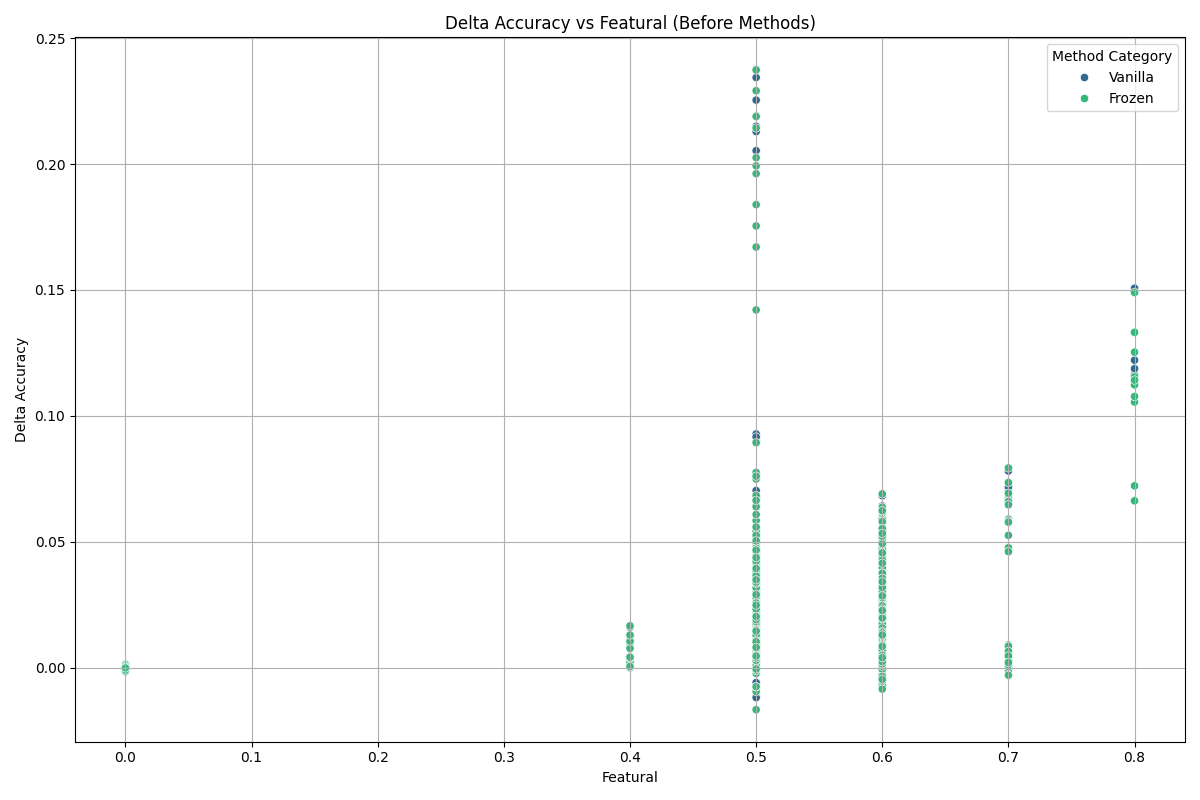 Delta Accuracy vs Featural (Before Methods)
Method Category
Vanilla
Frozen
Delta Accuracy
0.25
0.20
0.15
0.10
0.05
0.00
0.0 0.1 0.2 0.3 0.4 0.5 0.6 0.7 0.8
Featural